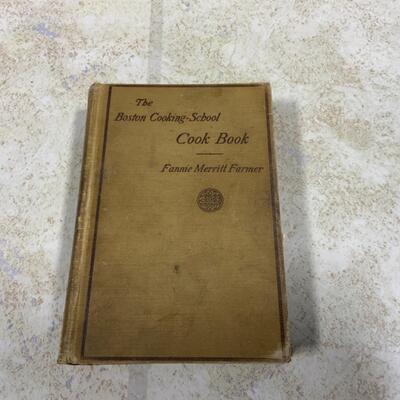 The
Boston Cooking-School
Cook Book
Fannie Merritt Farmer